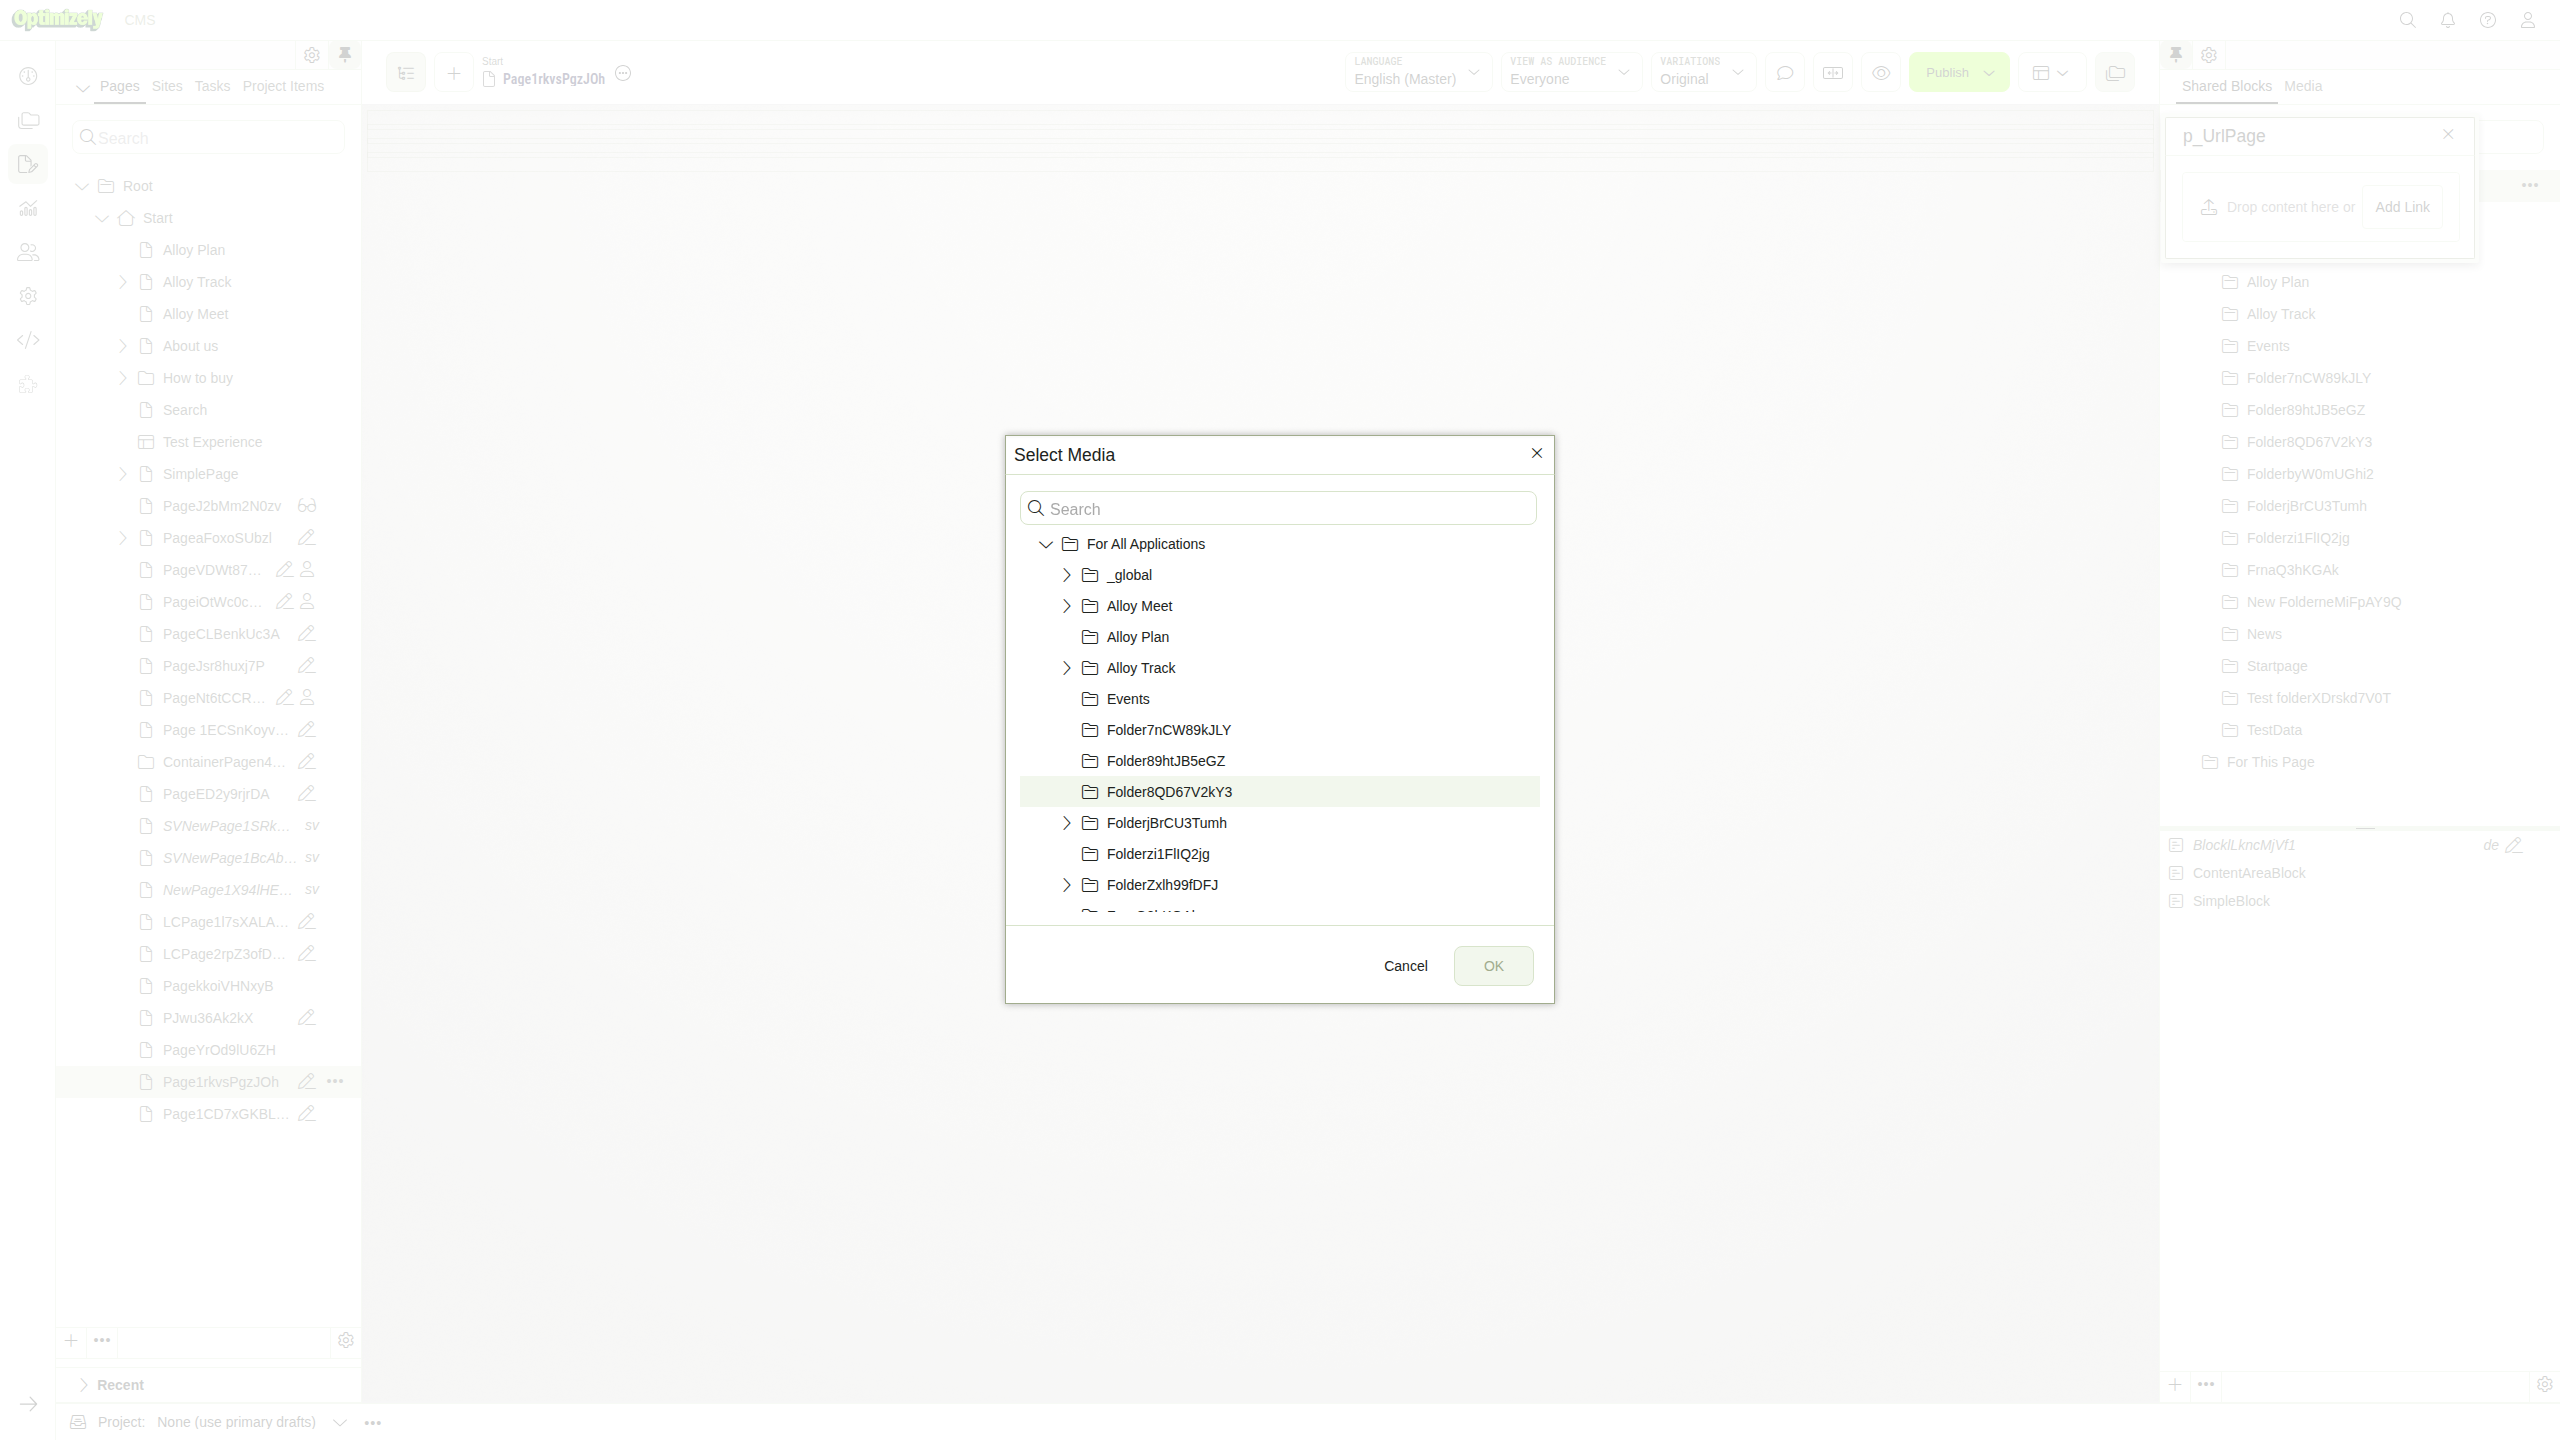 Optimizely CMS
Pages Sites Tasks Project Items
Search
Root
Start
Alloy Plan
Alloy Track
Alloy Meet
About us
How to buy
Search
Test Experience
SimplePage
PageJ2bMm2N0zv
PageaFoxoSUbzl
PageVDWt87...
PageiOtWc0c...
PageCLBenkUc3A
PageJsr8huxj7P
PageNt6tCCR...
Page 1ECSnKoyv...
ContainerPagen4...
PageED2y9rjrDA
SVNewPage1SRk... sv
SVNewPage1BcAb... sv
NewPage1X94lHE... sv
LCPage1l7sXALA...
LCPage2rpZ3ofD...
PagekkoiVHNxyB
PJwu36Ak2kX
PageYrOd9lU6ZH
Page1rkvsPgzJOh
Page1CD7xGKBL...
Recent
Project: None (use primary drafts)
Start
Page1rkvsPgzJOh
LANGUAGE
English (Master)
VIEW AS AUDIENCE
Everyone
VARIATIONS
Original
Publish
Select Media
Search
For All Applications
_global
Alloy Meet
Alloy Plan
Alloy Track
Events
Folder7nCW89kJLY
Folder89htJB5eGZ
Folder8QD67V2kY3
FolderjBrCU3Tumh
Folderzi1FlIQ2jg
FolderZxlh99fDFJ
Cancel OK
Shared Blocks Media
p_UrlPage
Drop content here or Add Link
Alloy Plan
Alloy Track
Events
Folder7nCW89kJLY
Folder89htJB5eGZ
Folder8QD67V2kY3
FolderbyW0mUGhi2
FolderjBrCU3Tumh
Folderzi1FlIQ2jg
FrnaQ3hKGAk
New FolderneMiFpAY9Q
News
Startpage
Test folderXDrskd7V0T
TestData
For This Page
BlocklLkncMjVf1 de
ContentAreaBlock
SimpleBlock